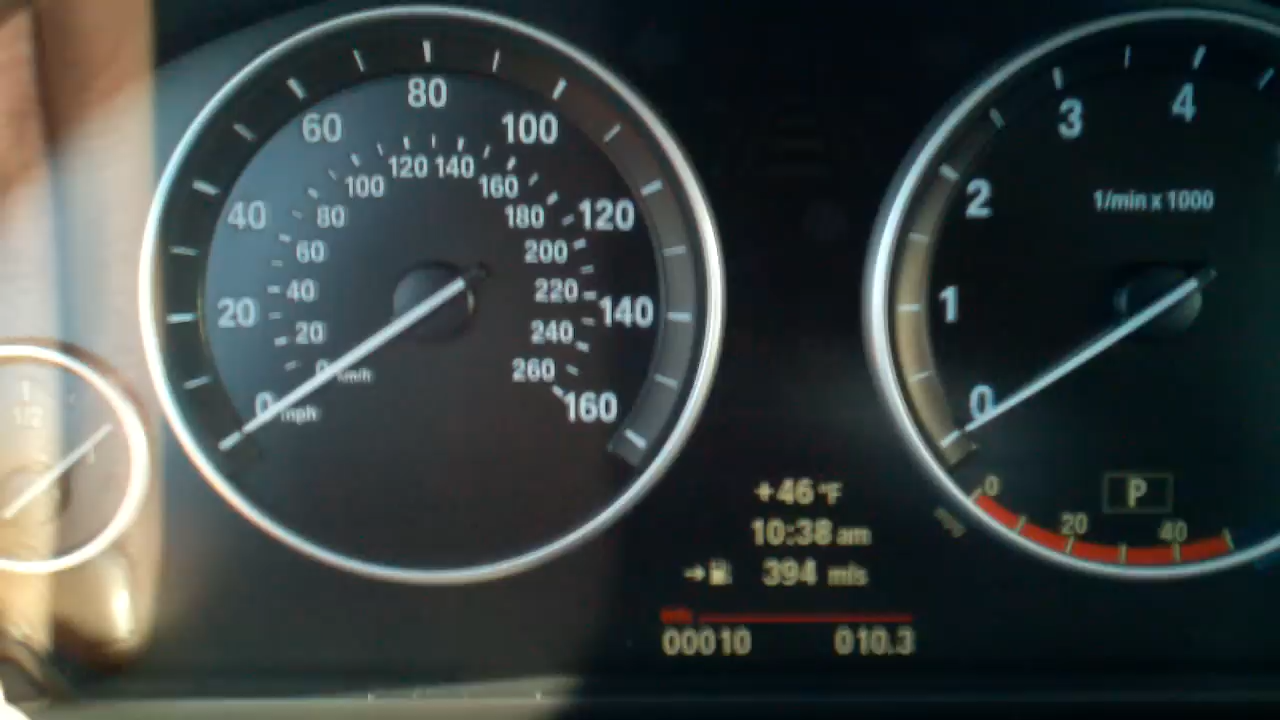 80
60 100
120 140
100 160
40 80 180 120
60 200
20 40 220 140
20 240
0 km/h 260
0 mph 160
1/2
3 4
2 1/min x 1000
1
0
P
0 20 40
+46 °F
10:38 am
394 mls
00010 010.3